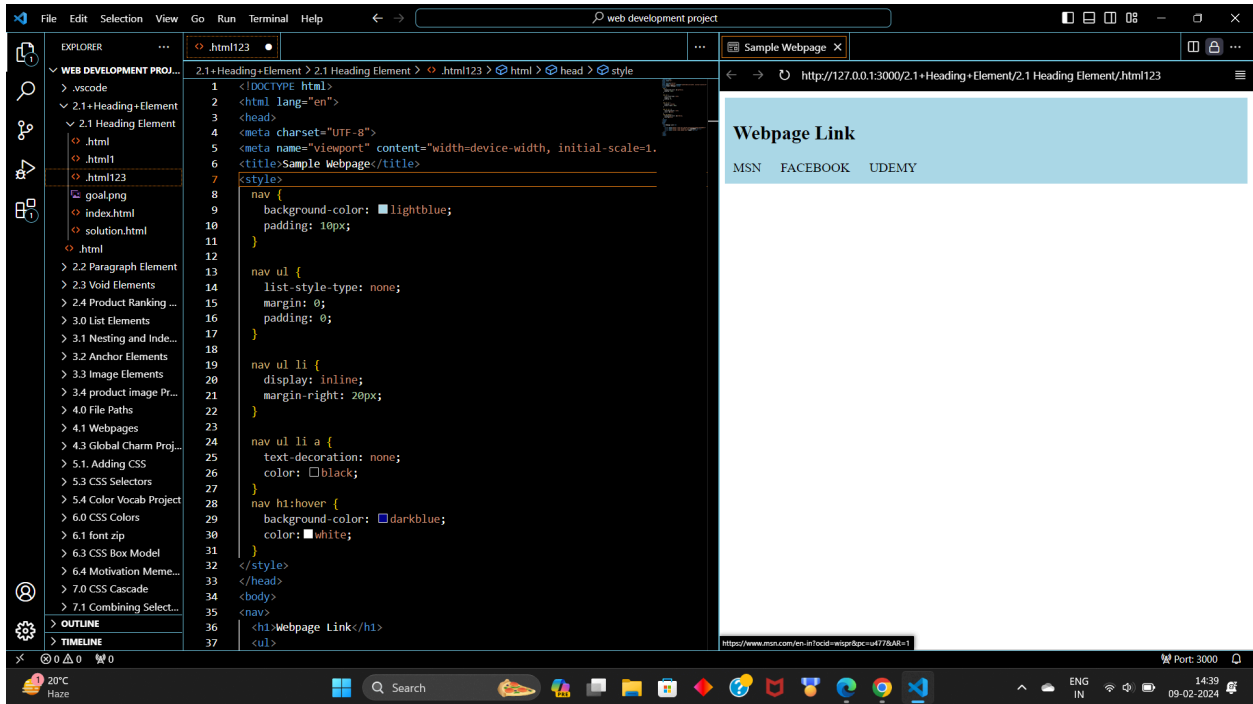 File Edit Selection View Go Run Terminal Help
web development project
EXPLORER
WEB DEVELOPMENT PROJ...
.vscode
2.1+Heading+Element
2.1 Heading Element
.html
.html1
.html123
goal.png
index.html
solution.html
.html
2.2 Paragraph Element
2.3 Void Elements
2.4 Product Ranking ...
3.0 List Elements
3.1 Nesting and Inde...
3.2 Anchor Elements
3.3 Image Elements
3.4 product image Pr...
4.0 File Paths
4.1 Webpages
4.3 Global Charm Proj...
5.1. Adding CSS
5.3 CSS Selectors
5.4 Color Vocab Project
6.0 CSS Colors
6.1 font zip
6.3 CSS Box Model
6.4 Motivation Meme...
7.0 CSS Cascade
7.1 Combining Select...
OUTLINE
TIMELINE
.html123
2.1+Heading+Element > 2.1 Heading Element > .html123 > html > head > style
1 <!DOCTYPE html>
2 <html lang="en">
3 <head>
4 <meta charset="UTF-8">
5 <meta name="viewport" content="width=device-width, initial-scale=1.
6 <title>Sample Webpage</title>
7 <style>
8 nav {
9 background-color: lightblue;
10 padding: 10px;
11 }
12
13 nav ul {
14 list-style-type: none;
15 margin: 0;
16 padding: 0;
17 }
18
19 nav ul li {
20 display: inline;
21 margin-right: 20px;
22 }
23
24 nav ul li a {
25 text-decoration: none;
26 color: black;
27 }
28 nav h1:hover {
29 background-color: darkblue;
30 color: white;
31 }
32 </style>
33 </head>
34 <body>
35 <nav>
36 <h1>Webpage Link</h1>
37 <ul>
Sample Webpage
http://127.0.0.1:3000/2.1+Heading+Element/2.1 Heading Element/.html123
Webpage Link
MSN FACEBOOK UDEMY
https://www.msn.com/en-in?ocid=wispr&pc=u477&AR=1
0 0 0
Port: 3000
1
20°C
Haze
Search
ENG
IN
14:39
09-02-2024